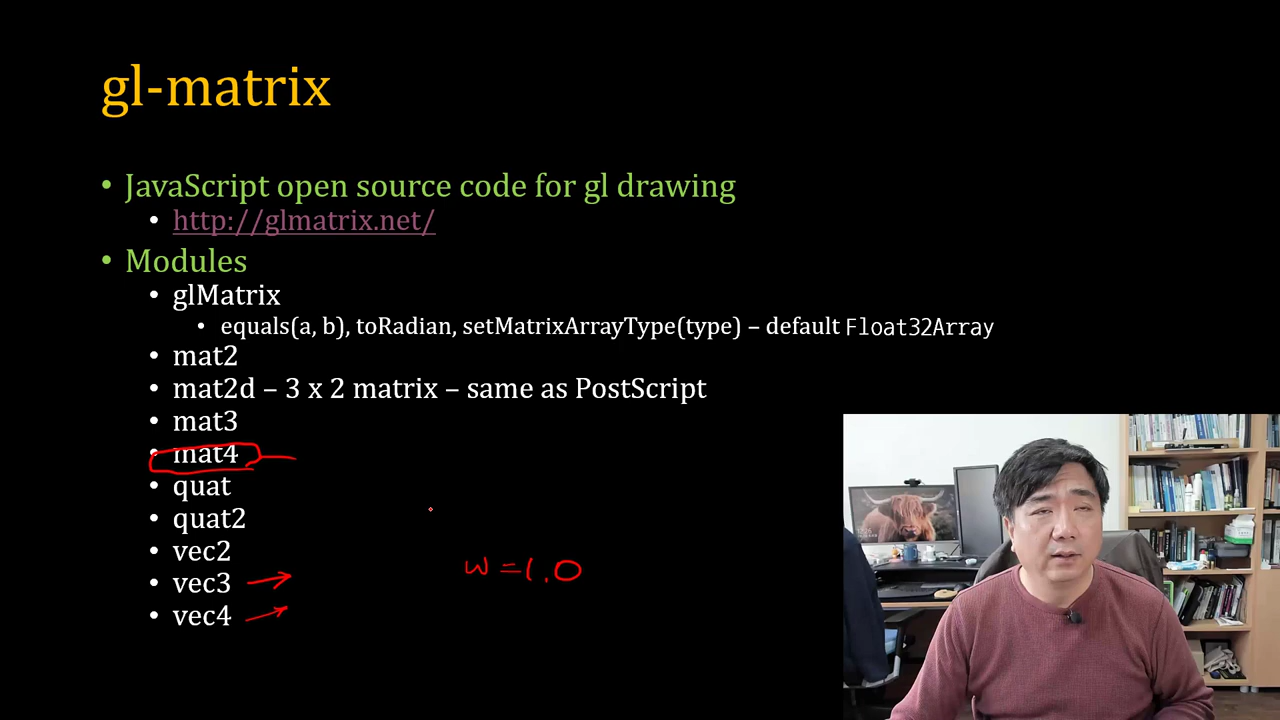 gl-matrix
• JavaScript open source code for gl drawing
• http://glmatrix.net/
• Modules
• glMatrix
• equals(a, b), toRadian, setMatrixArrayType(type) – default Float32Array
• mat2
• mat2d – 3 x 2 matrix – same as PostScript
• mat3
• mat4
• quat
• quat2
• vec2
• vec3
• vec4
w = 1.0